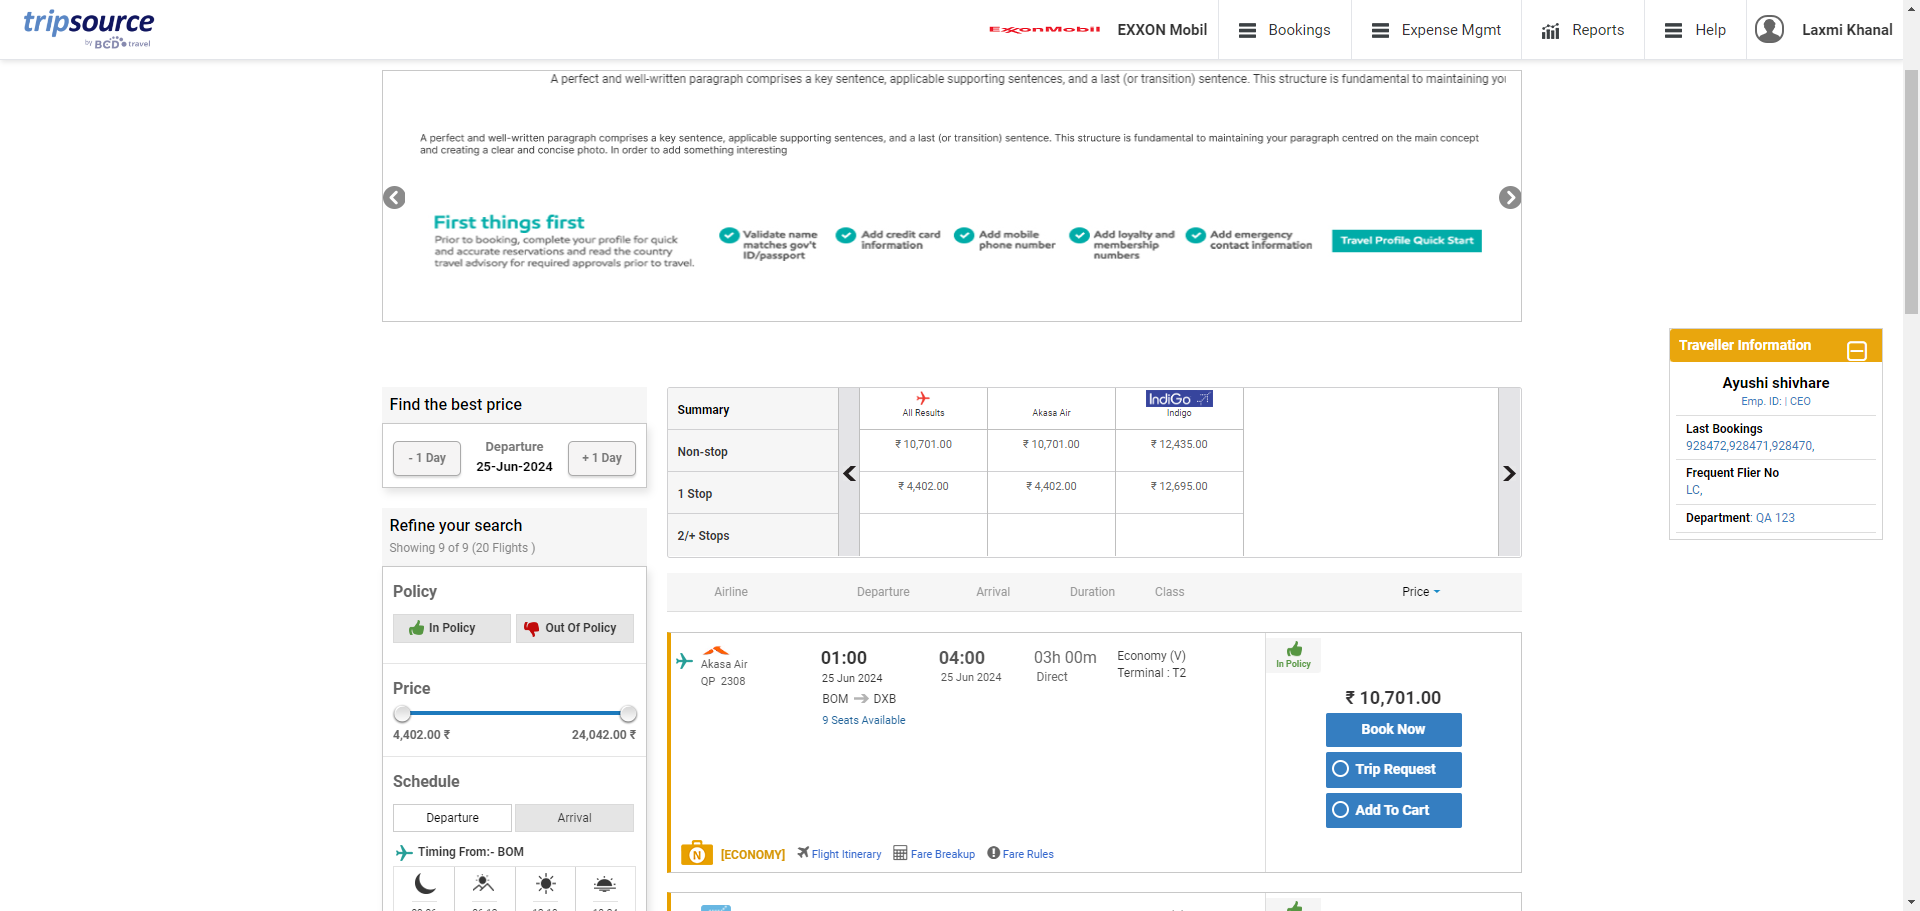 tripsource
by BCD travel
ExxonMobil
EXXON Mobil
Bookings
Expense Mgmt
Reports
Help
Laxmi Khanal
A perfect and well-written paragraph comprises a key sentence, applicable supporting sentences, and a last (or transition) sentence. This structure is fundamental to maintaining you
A perfect and well-written paragraph comprises a key sentence, applicable supporting sentences, and a last (or transition) sentence. This structure is fundamental to maintaining your paragraph centred on the main concept
and creating a clear and concise photo. In order to add something interesting
First things first
Prior to booking, complete your profile for quick
and accurate reservations and read the country
travel advisory for required approvals prior to travel.
Validate name
matches gov't
ID/passport
Add credit card
information
Add mobile
phone number
Add loyalty and
membership
numbers
Add emergency
contact information
Travel Profile Quick Start
Traveller Information
Ayushi shivhare
Emp. ID: | CEO
Last Bookings
928472,928471,928470,
Frequent Flier No
LC,
Department: QA 123
Find the best price
- 1 Day
Departure
25-Jun-2024
+ 1 Day
Refine your search
Showing 9 of 9 (20 Flights )
Policy
In Policy
Out Of Policy
Price
4,402.00 ₹
24,042.00 ₹
Schedule
Departure
Arrival
Timing From:- BOM
Summary
All Results
Akasa Air
IndiGo
Indigo
Non-stop
₹ 10,701.00
₹ 10,701.00
₹ 12,435.00
1 Stop
₹ 4,402.00
₹ 4,402.00
₹ 12,695.00
2/+ Stops
Airline
Departure
Arrival
Duration
Class
Price
Akasa Air
QP 2308
01:00
25 Jun 2024
BOM DXB
9 Seats Available
04:00
25 Jun 2024
03h 00m
Direct
Economy (V)
Terminal : T2
In Policy
₹ 10,701.00
Book Now
Trip Request
Add To Cart
N
[ECONOMY]
Flight Itinerary
Fare Breakup
Fare Rules